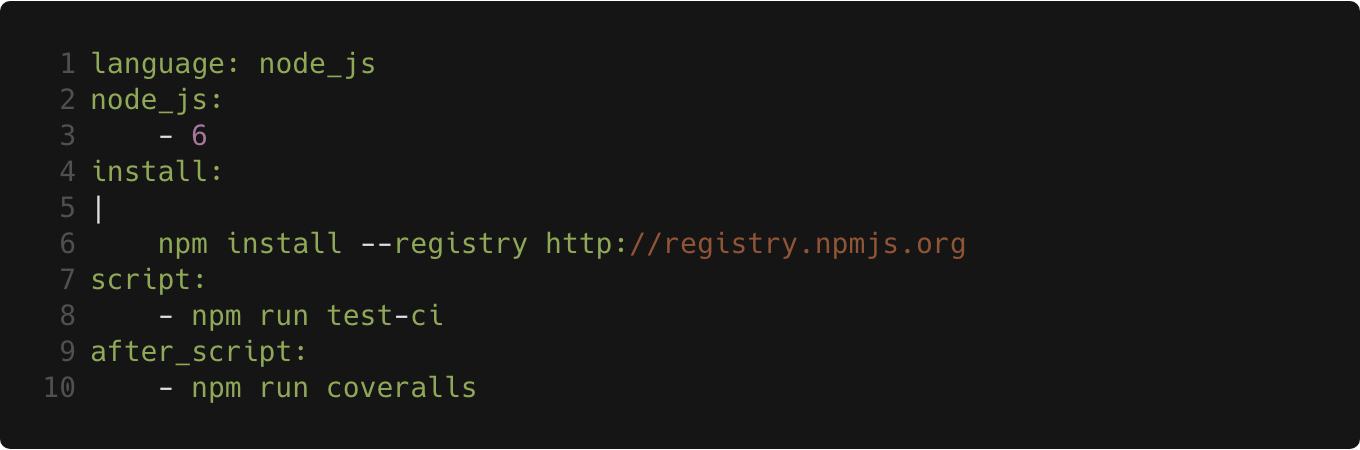 1 language: node_js
2 node_js:
3     - 6
4 install:
5 |
6     npm install --registry http://registry.npmjs.org
7 script:
8     - npm run test-ci
9 after_script:
10     - npm run coveralls